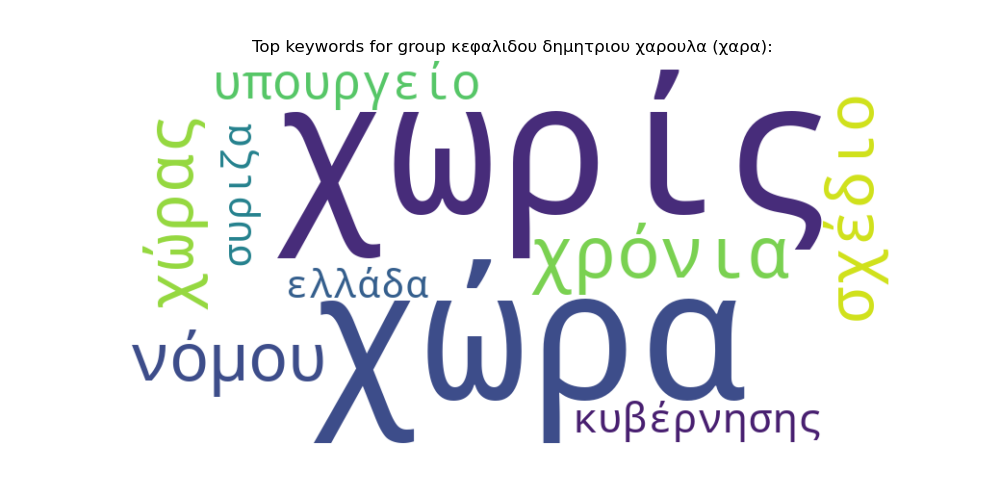 Top keywords for group κεφαλιδου δημητριου χαρουλα (χαρα):
υπουργείο
χωρίς
χώρας
συριζα
σχέδιο
χρόνια
ελλάδα
χώρα
νόμου
κυβέρνησης